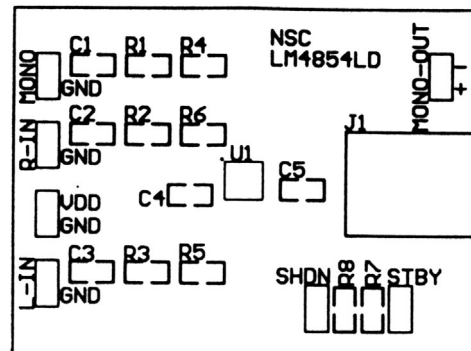 C1 R1 R4
NSC
LM4854LD
MONO
GND
MONO-OUT
-
+
C2 R2 R6
R-IN
GND
J1
U1
C5
VDD
GND
C4
C3 R3 R5
L-IN
GND
SHDN R8 R7 STBY